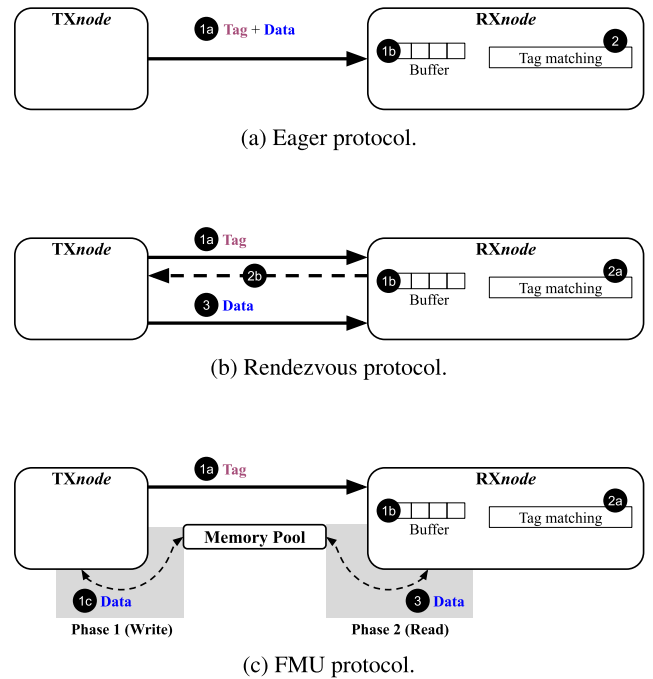 TXnode
1a Tag + Data
RXnode
1b
Buffer
2
Tag matching
(a) Eager protocol.
TXnode
1a Tag
2b
3 Data
RXnode
1b
Buffer
2a
Tag matching
(b) Rendezvous protocol.
TXnode
1a Tag
RXnode
1b
Buffer
2a
Tag matching
Memory Pool
1c Data
3 Data
Phase 1 (Write)
Phase 2 (Read)
(c) FMU protocol.